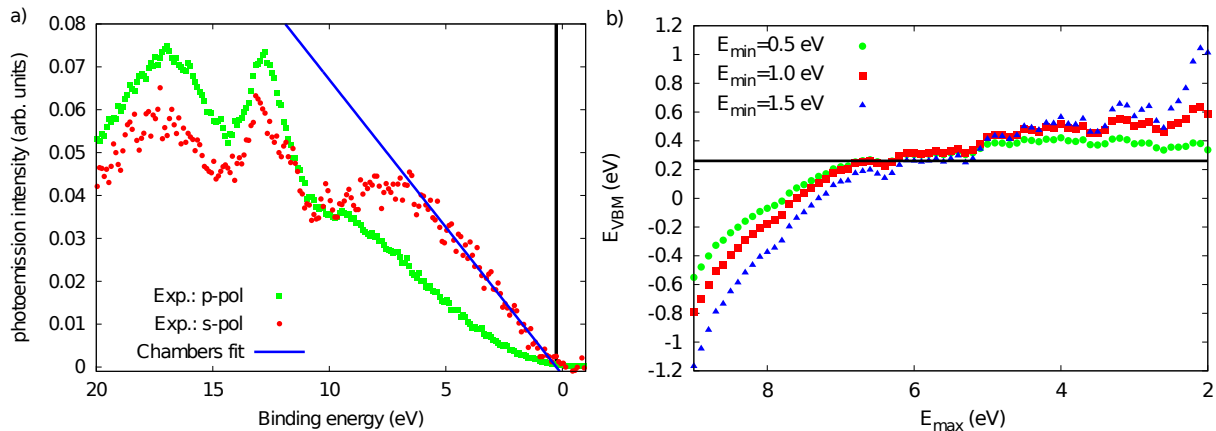 a)
photoemission intensity (arb. units)
0.08
0.07
0.06
0.05
0.04
0.03
0.02
0.01
0
Exp.: p-pol
Exp.: s-pol
Chambers fit
20
15
10
5
0
Binding energy (eV)
b)
E_VBM (eV)
1.2
1
0.8
0.6
0.4
0.2
0
-0.2
-0.4
-0.6
-0.8
-1
-1.2
E_min=0.5 eV
E_min=1.0 eV
E_min=1.5 eV
8
6
4
2
E_max (eV)